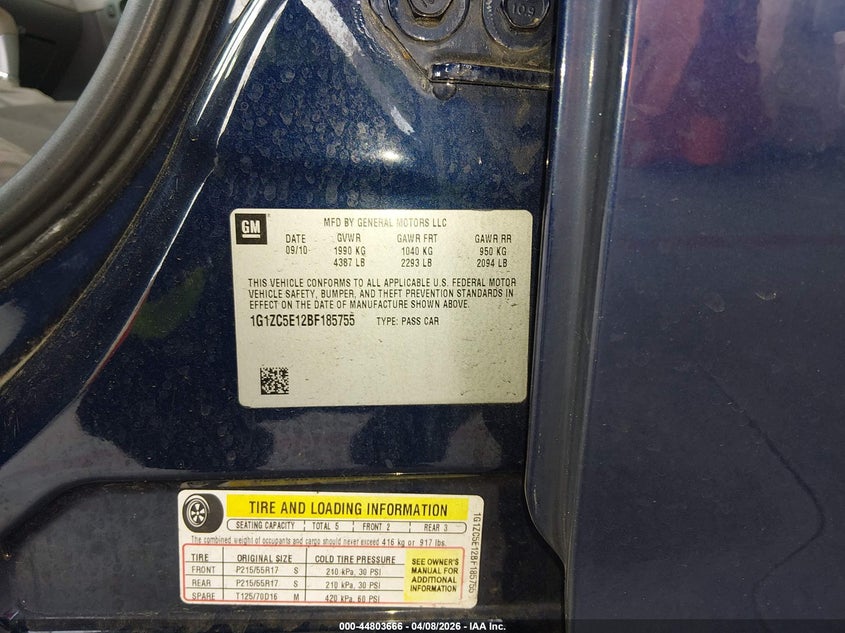 109
GM
MFD BY GENERAL MOTORS LLC
DATE GVWR GAWR FRT GAWR RR
09/10 1990 KG 1040 KG 950 KG
4387 LB 2293 LB 2094 LB
THIS VEHICLE CONFORMS TO ALL APPLICABLE U.S. FEDERAL MOTOR
VEHICLE SAFETY, BUMPER, AND THEFT PREVENTION STANDARDS IN
EFFECT ON THE DATE OF MANUFACTURE SHOWN ABOVE.
1G1ZC5E12BF185755 TYPE: PASS CAR
TIRE AND LOADING INFORMATION
SEATING CAPACITY TOTAL 5 FRONT 2 REAR 3
The combined weight of occupants and cargo should never exceed 416 kg or 917 lbs.
TIRE ORIGINAL SIZE COLD TIRE PRESSURE
FRONT P215/55R17 S 210 kPa, 30 PSI
REAR P215/55R17 S 210 kPa, 30 PSI
SPARE T125/70D16 M 420 kPa, 60 PSI
SEE OWNER'S
MANUAL FOR
ADDITIONAL
INFORMATION
1G1ZC5E12BF185755
000-44803666 - 04/08/2026 - IAA Inc.